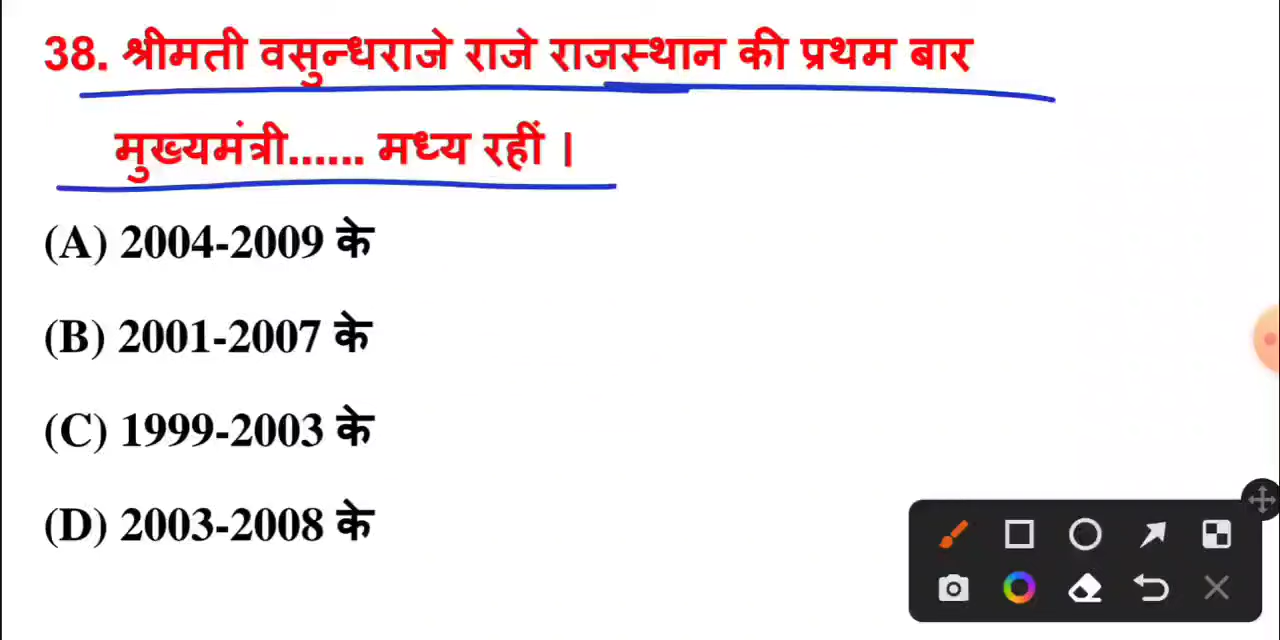 38. श्रीमती वसुन्धराजे राजे राजस्थान की प्रथम बार
मुख्यमंत्री...... मध्य रहीं |
(A) 2004-2009 के
(B) 2001-2007 के
(C) 1999-2003 के
(D) 2003-2008 के